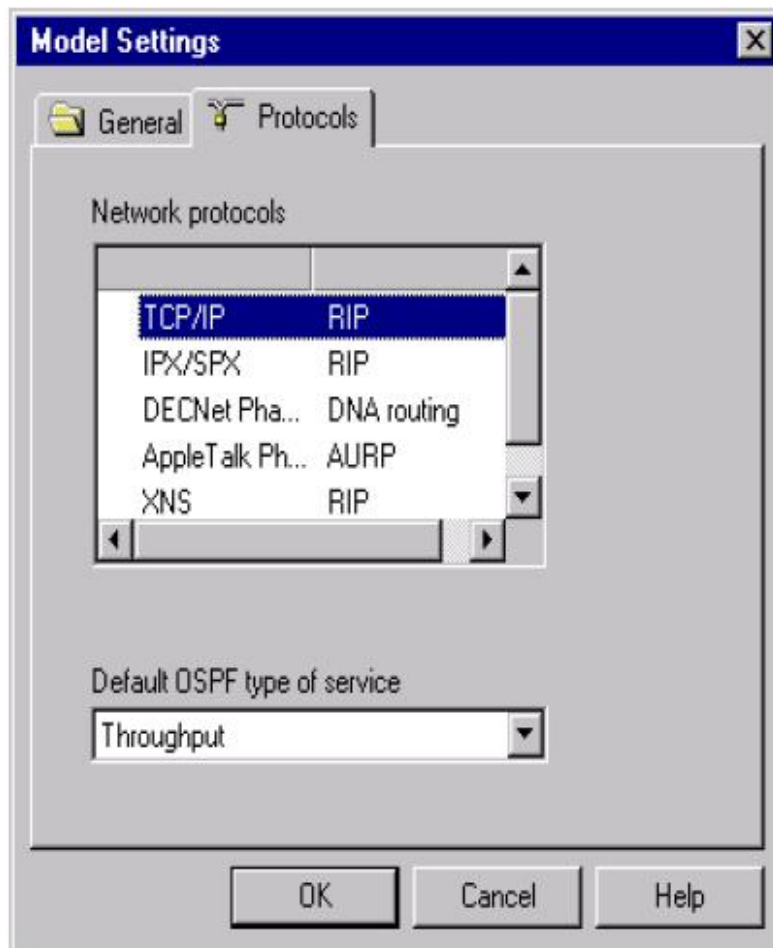 Model Settings
General
Protocols
Network protocols
TCP/IP RIP
IPX/SPX RIP
DECNet Pha... DNA routing
AppleTalk Ph... AURP
XNS RIP
Default OSPF type of service
Throughput
OK
Cancel
Help